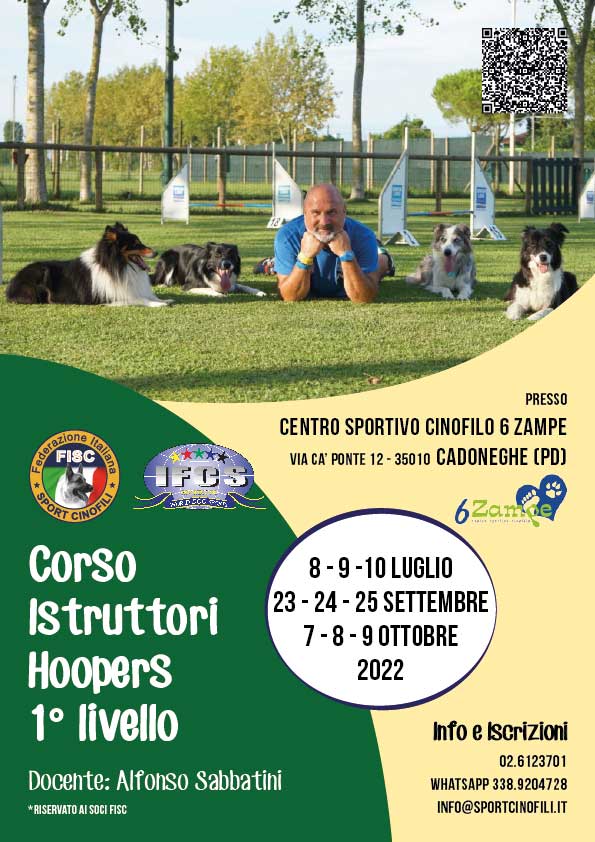 PRESSO
CENTRO SPORTIVO CINOFILO 6 ZAMPE
VIA CA' PONTE 12 - 35010 CADONEGHE (PD)
Federazione Italiana
FISC
SPORT CINOFILI
IFCS
6Zampe
Corso
Istruttori
Hoopers
1° livello
Docente: Alfonso Sabbatini
*RISERVATO AI SOCI FISC
8 - 9 -10 LUGLIO
23 - 24 - 25 SETTEMBRE
7 - 8 - 9 OTTOBRE
2022
Info e Iscrizioni
02.6123701
WHATSAPP 338.9204728
INFO@SPORTCINOFILI.IT